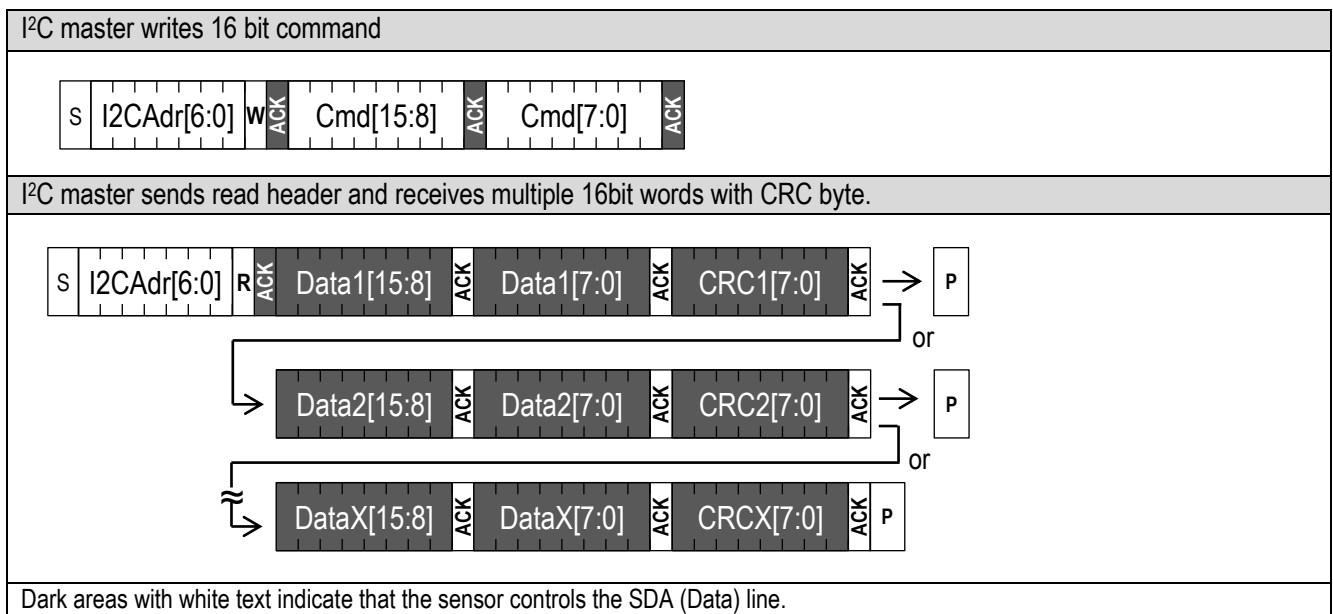 I²C master writes 16 bit command
S I2CAdr[6:0] W ACK Cmd[15:8] ACK Cmd[7:0] ACK
I²C master sends read header and receives multiple 16bit words with CRC byte.
S I2CAdr[6:0] R ACK Data1[15:8] ACK Data1[7:0] ACK CRC1[7:0] ACK → P
or
Data2[15:8] ACK Data2[7:0] ACK CRC2[7:0] ACK → P
or
≈
DataX[15:8] ACK DataX[7:0] ACK CRCX[7:0] ACK P
Dark areas with white text indicate that the sensor controls the SDA (Data) line.